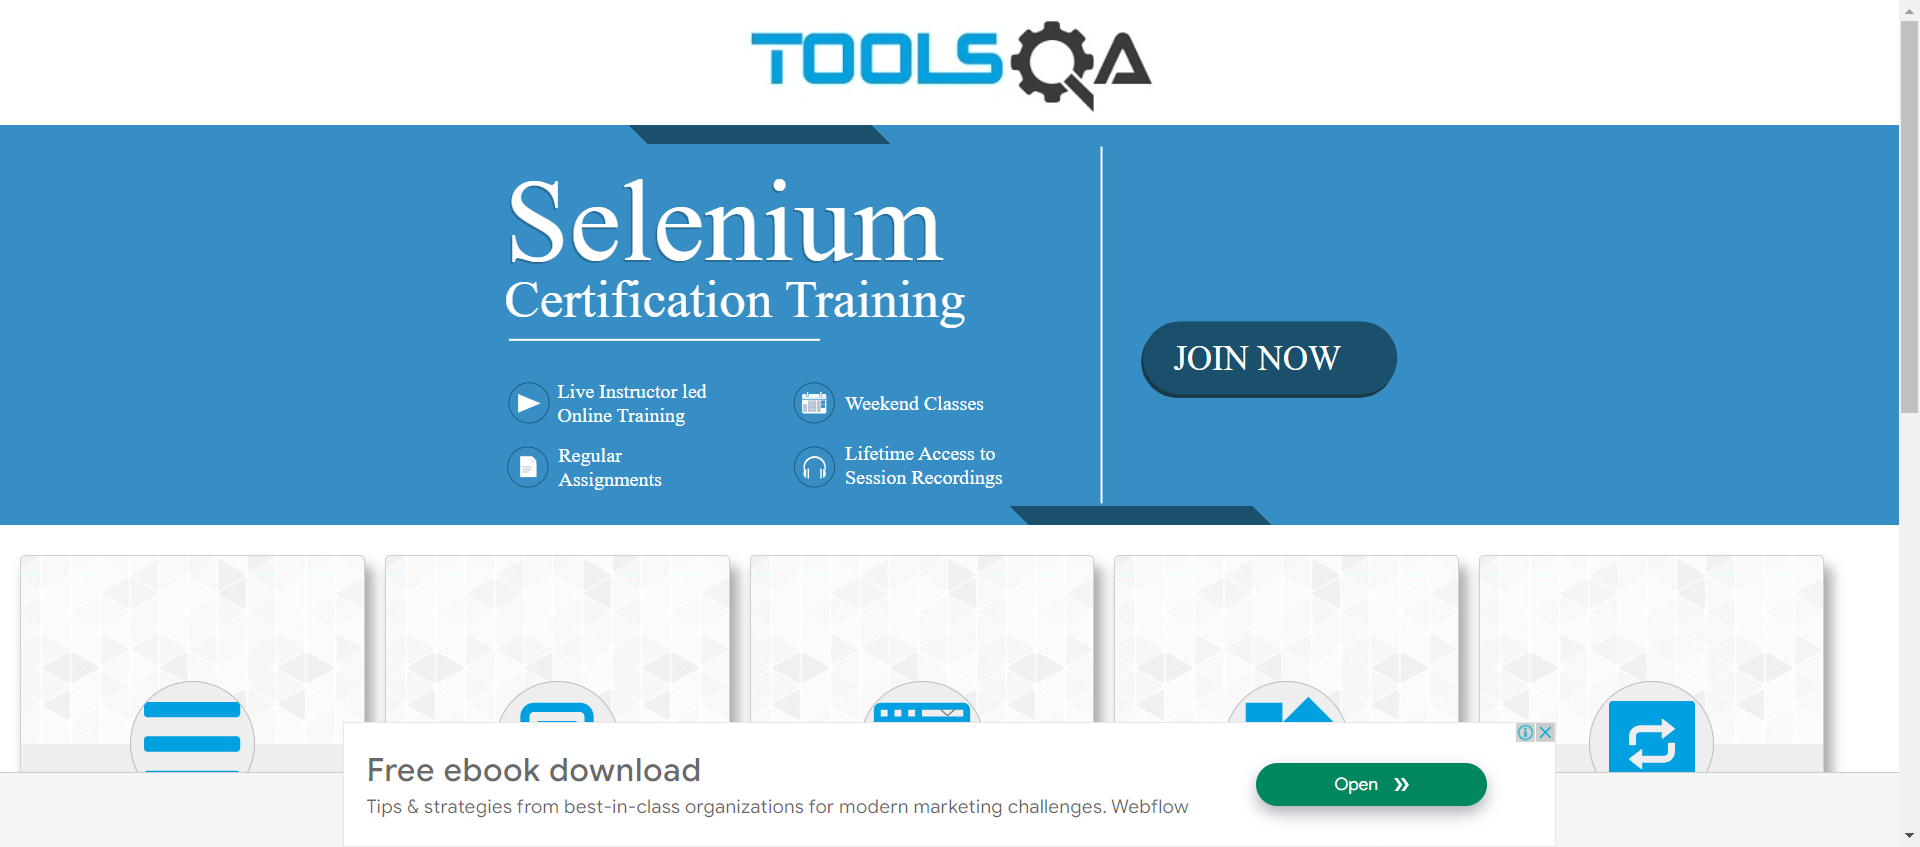 TOOLSQA
Selenium
Certification Training
Live Instructor led
Online Training
Weekend Classes
Regular
Assignments
Lifetime Access to
Session Recordings
JOIN NOW
Free ebook download
Tips & strategies from best-in-class organizations for modern marketing challenges. Webflow
Open